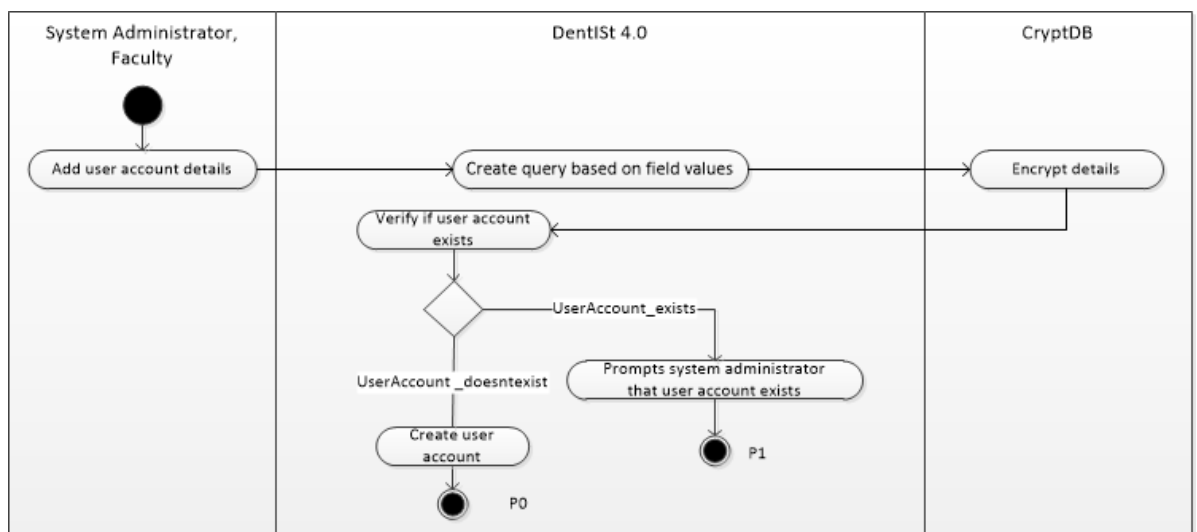 System Administrator,
Faculty
DentISt 4.0
CryptDB
Add user account details
Create query based on field values
Encrypt details
Verify if user account
exists
UserAccount_exists
UserAccount _doesntexist
Prompts system administrator
that user account exists
Create user
account
P1
P0